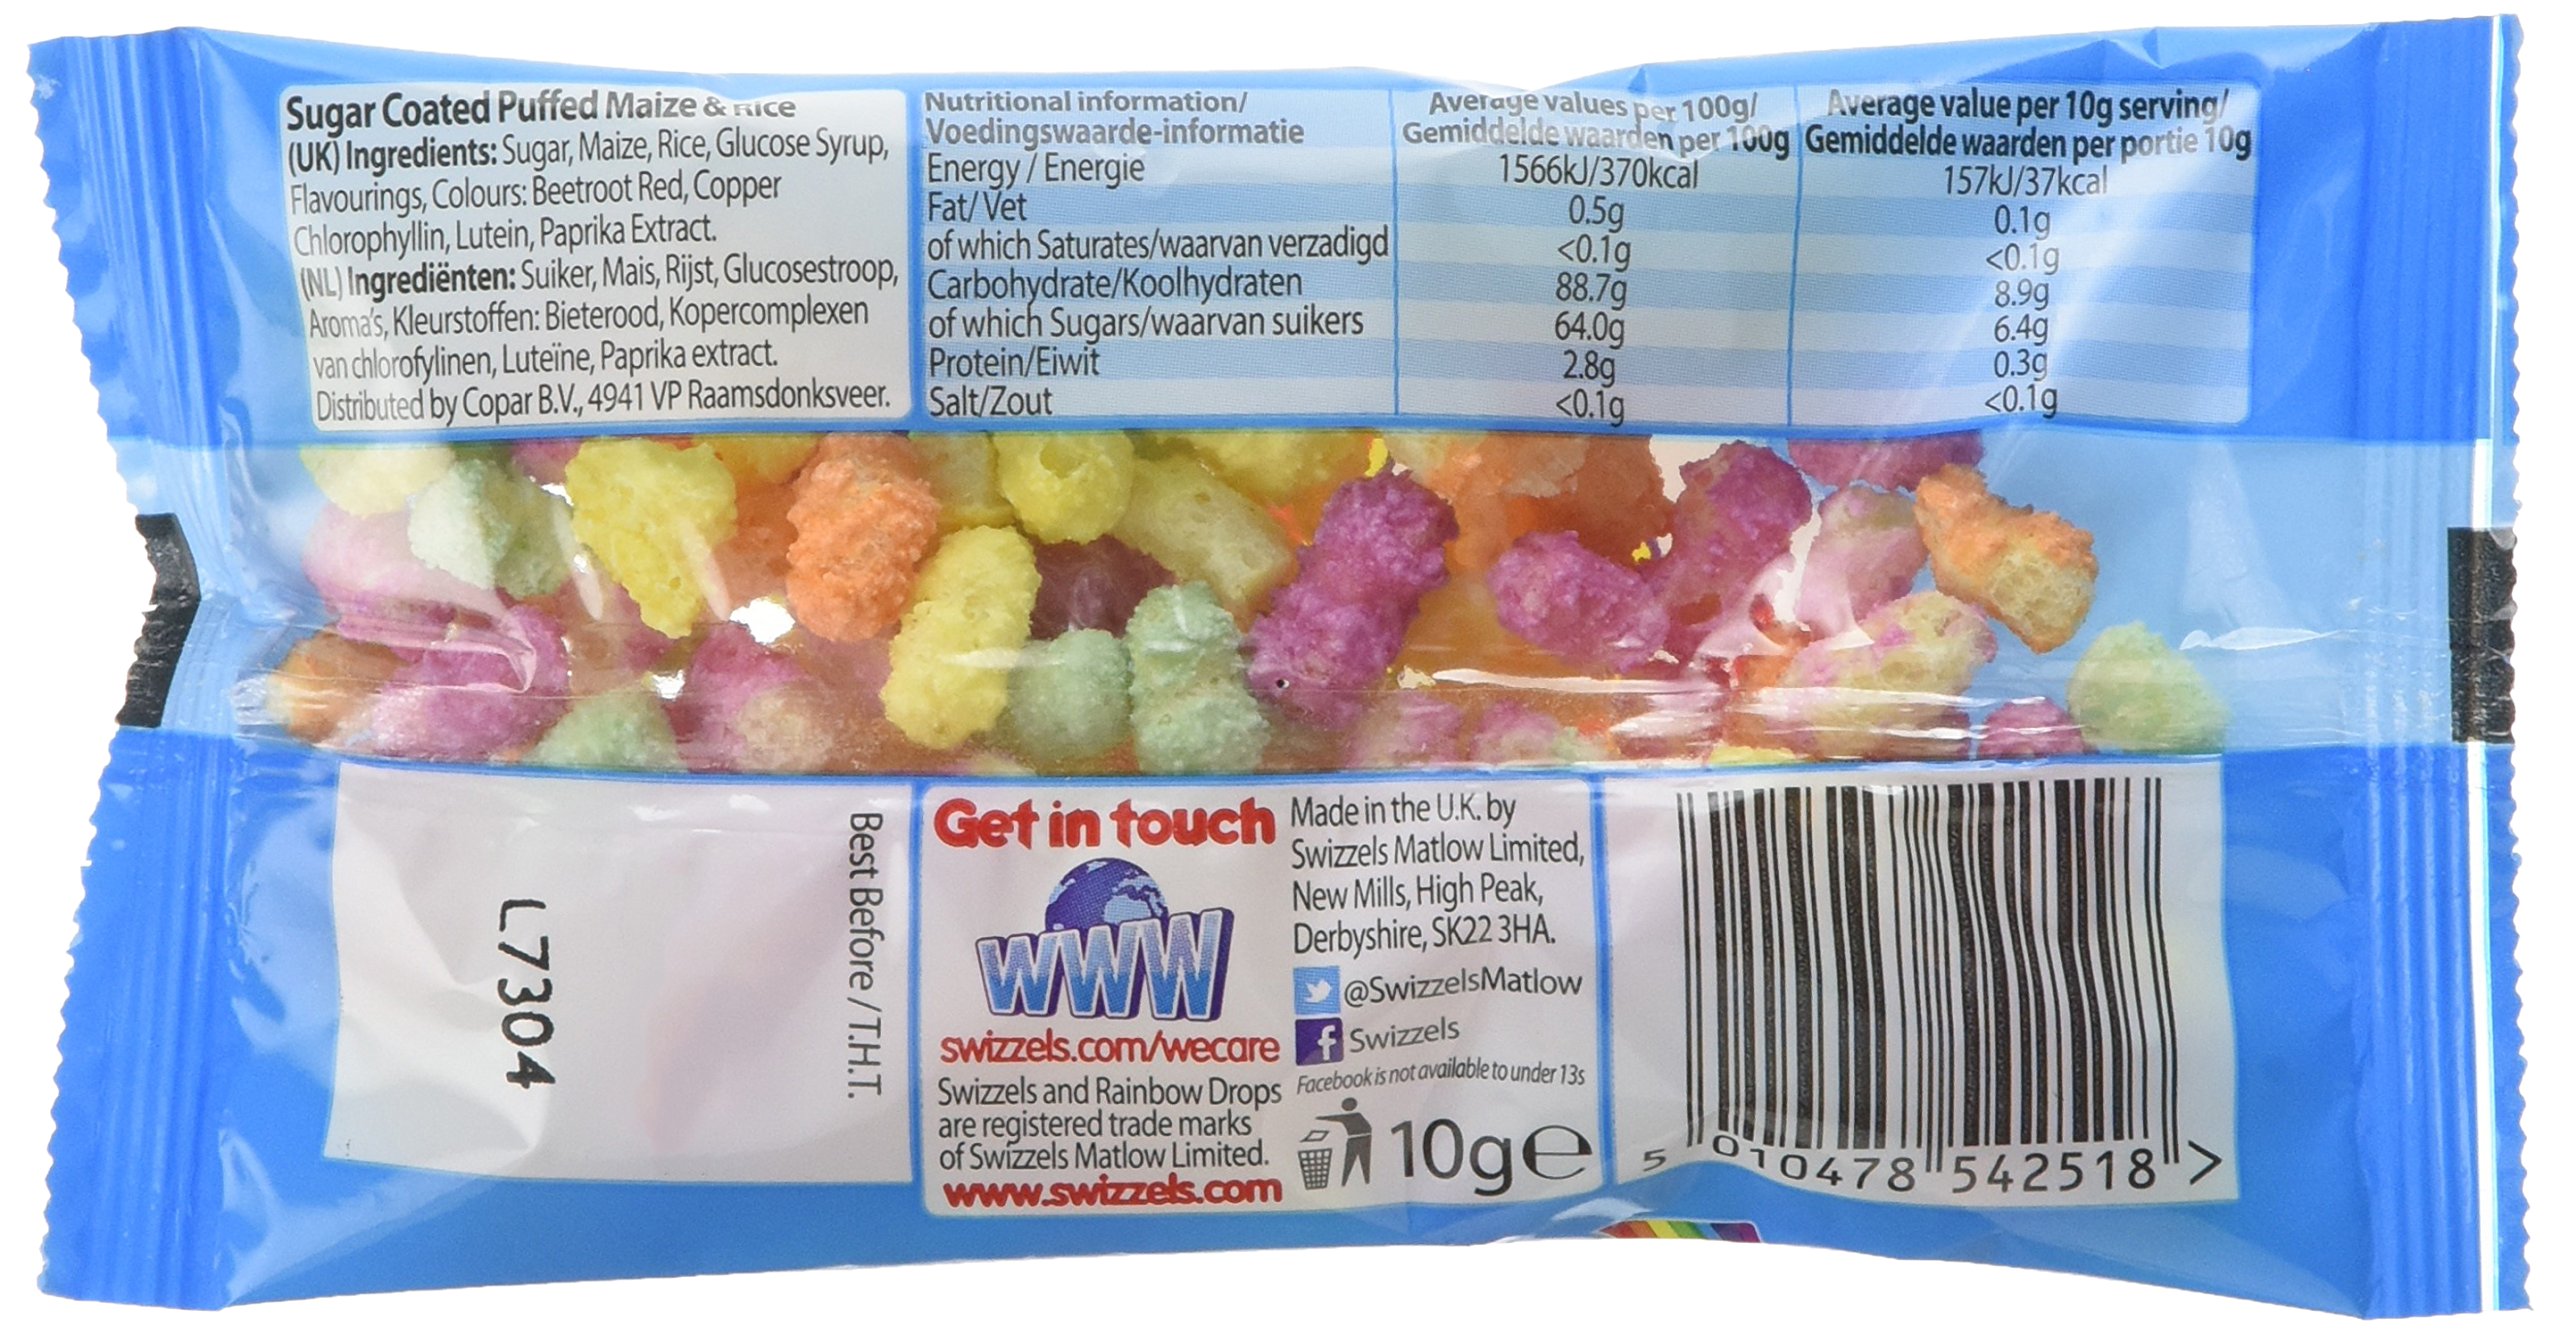 Sugar Coated Puffed Maize & Rice
(UK) Ingredients: Sugar, Maize, Rice, Glucose Syrup,
Flavourings, Colours: Beetroot Red, Copper
Chlorophyllin, Lutein, Paprika Extract.
(NL) Ingrediënten: Suiker, Mais, Rijst, Glucosestroop,
Aroma's, Kleurstoffen: Bieterood, Kopercomplexen
van chlorofylinen, Luteïne, Paprika extract.
Distributed by Copar B.V., 4941 VP Raamsdonksveer.
Nutritional information/
Voedingswaarde-informatie
Average values per 100g/
Gemiddelde waarden per 100g
Average value per 10g serving/
Gemiddelde waarden per portie 10g
Energy / Energie 1566kJ/370kcal 157kJ/37kcal
Fat/Vet 0.5g 0.1g
of which Saturates/waarvan verzadigd <0.1g <0.1g
Carbohydrate/Koolhydraten 88.7g 8.9g
of which Sugars/waarvan suikers 64.0g 6.4g
Protein/Eiwit 2.8g 0.3g
Salt/Zout <0.1g <0.1g
Best Before / T.H.T.
L7304
Get in touch
WWW
swizzels.com/wecare
Swizzels and Rainbow Drops
are registered trade marks
of Swizzels Matlow Limited.
www.swizzels.com
Made in the U.K. by
Swizzels Matlow Limited,
New Mills, High Peak,
Derbyshire, SK22 3HA.
@SwizzelsMatlow
f Swizzels
Facebook is not available to under 13s
10g℮
5 010478 542518 >